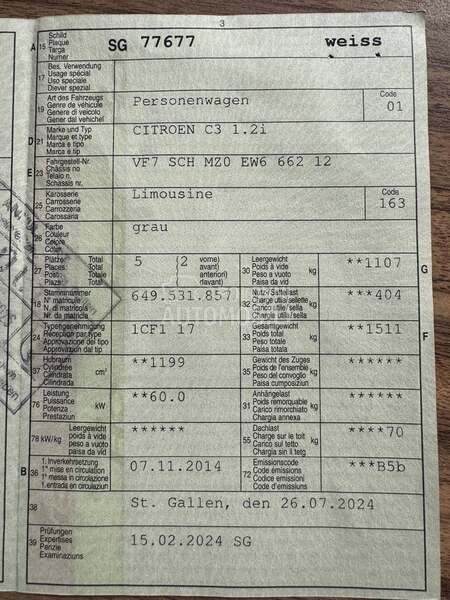 3
A 15 Schild Plaque Targa Numer SG 77677 weiss
17 Bes. Verwendung Usage spécial Uso speciale Diever spezial
19 Art des Fahrzeugs Genre de véhicule Genere di veicolo Gener dal vehichel Personenwagen Code 01
D 21 Marke und Typ Marque et type Marca e tipo Marca e tip CITROEN C3 1.2i
E 23 Fahrgestell-Nr. Châssis no Telaio n. Schassis nr. VF7 SCH MZ0 EW6 662 12
25 Karosserie Carrosserie Carrozzeria Carossaria Limousine Code 163
26 Farbe Couleur Colore Colur grau
27 Plätze: Total Places: Total Posti: Totale Plazs: Total 5 (2 vorne) avant) anteriori) davant)
30 Leergewicht Poids à vide Peso a vuoto Paisa da vid kg **1107 G
18 Stammnummer N° matricule N. di matricola Nr. da matricla 649.531.857
32 Nutz-/Sattellast Charge utile/sellette Carico utile/sella Chargia utila/sella kg ***404
24 Typengenehmigung Réception par type Approvazione del tipo Approvaziun dal tip 1CF1 17
33 Gesamtgewicht Poids total Peso totale Paisa totala kg **1511 F
37 Hubraum Cylindrée Cilindrata Cilindrada cm³ **1199
35 Gewicht des Zuges Poids de l'ensemble Peso del convoglio Paisa cumposiziun kg ******
76 Leistung Puissance Potenza Prestaziun kW **60.0
31 Anhängelast Poids remorquable Carico rimorchiato Chargia annexa kg ******
78 kW/kg Leergewicht poids à vide peso a vuoto paisa da vid ******
55 Dachlast Charge sur le toit Carico sul tetto Chargia sin il tetg kg ****70
B 36 1. Inverkehrsetzung 1re mise en circulation 1a messa in circolazione 1. entrada en circulaziun 07.11.2014
72 Emissionscode Code émissions Codice emissioni Code d'emissiuns ***B5b
38 St. Gallen, den 26.07.2024
39 Prüfungen Expertises Perizie Examinaziuns 15.02.2024 SG